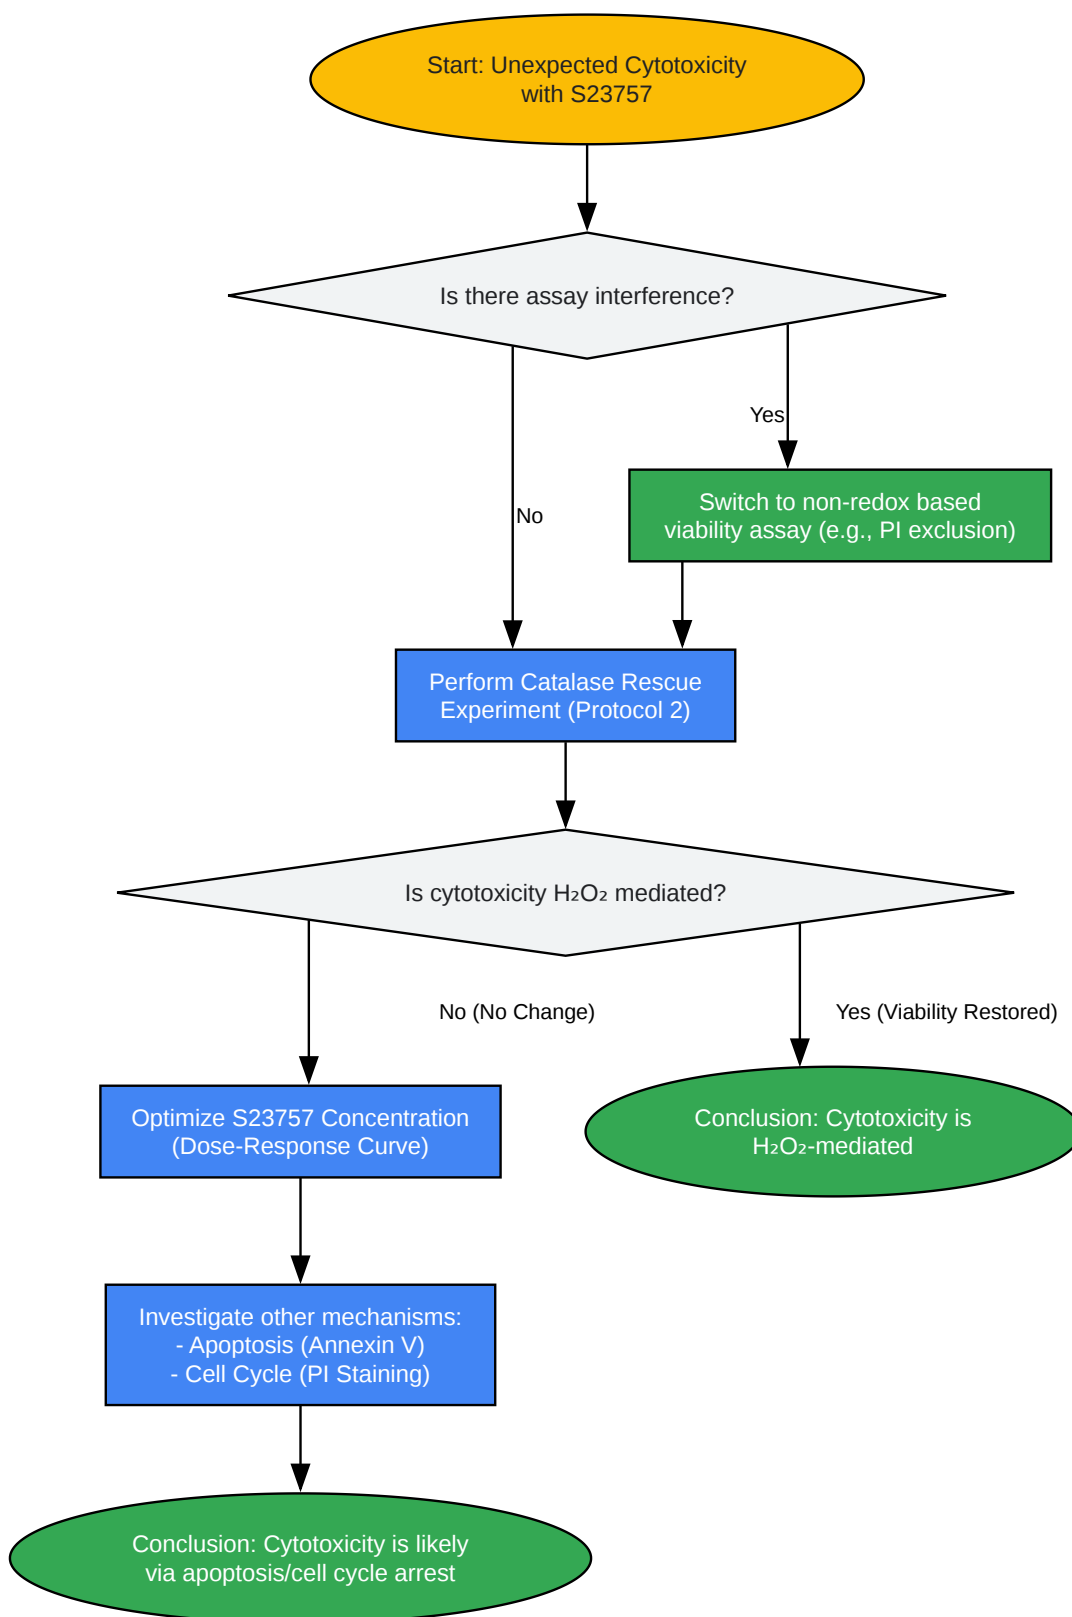 Start: Unexpected Cytotoxicity
with S23757
Is there assay interference?
Yes
Switch to non-redox based
viability assay (e.g., PI exclusion)
No
Perform Catalase Rescue
Experiment (Protocol 2)
Is cytotoxicity H₂O₂ mediated?
No (No Change)
Yes (Viability Restored)
Optimize S23757 Concentration
(Dose-Response Curve)
Conclusion: Cytotoxicity is
H₂O₂-mediated
Investigate other mechanisms:
- Apoptosis (Annexin V)
- Cell Cycle (PI Staining)
Conclusion: Cytotoxicity is likely
via apoptosis/cell cycle arrest